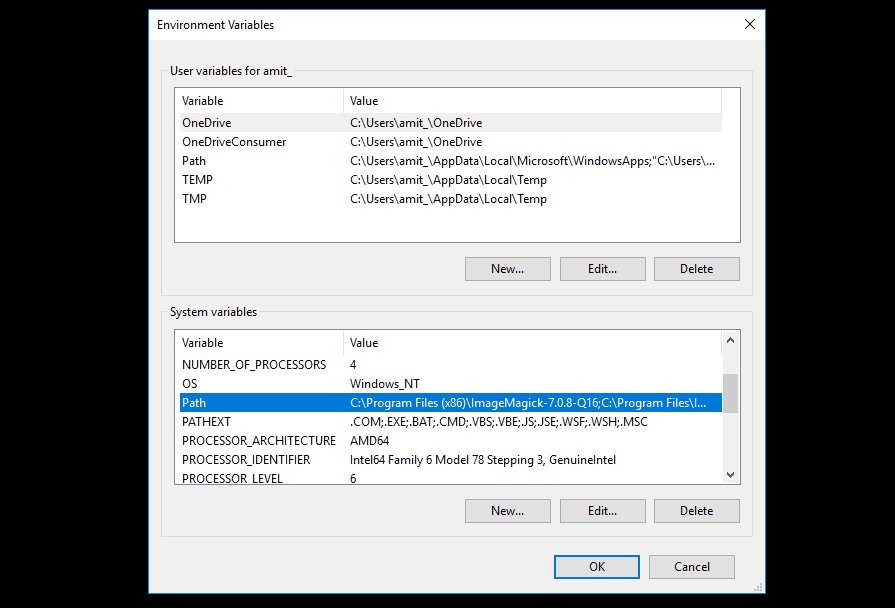 Environment Variables
User variables for amit_
Variable Value
OneDrive C:\Users\amit_\OneDrive
OneDriveConsumer C:\Users\amit_\OneDrive
Path C:\Users\amit_\AppData\Local\Microsoft\WindowsApps;"C:\Users\...
TEMP C:\Users\amit_\AppData\Local\Temp
TMP C:\Users\amit_\AppData\Local\Temp
New... Edit... Delete
System variables
Variable Value
NUMBER_OF_PROCESSORS 4
OS Windows_NT
Path C:\Program Files (x86)\ImageMagick-7.0.8-Q16;C:\Program Files\I...
PATHEXT .COM;.EXE;.BAT;.CMD;.VBS;.VBE;.JS;.JSE;.WSF;.WSH;.MSC
PROCESSOR_ARCHITECTURE AMD64
PROCESSOR_IDENTIFIER Intel64 Family 6 Model 78 Stepping 3, GenuineIntel
PROCESSOR_LEVEL 6
New... Edit... Delete
OK Cancel